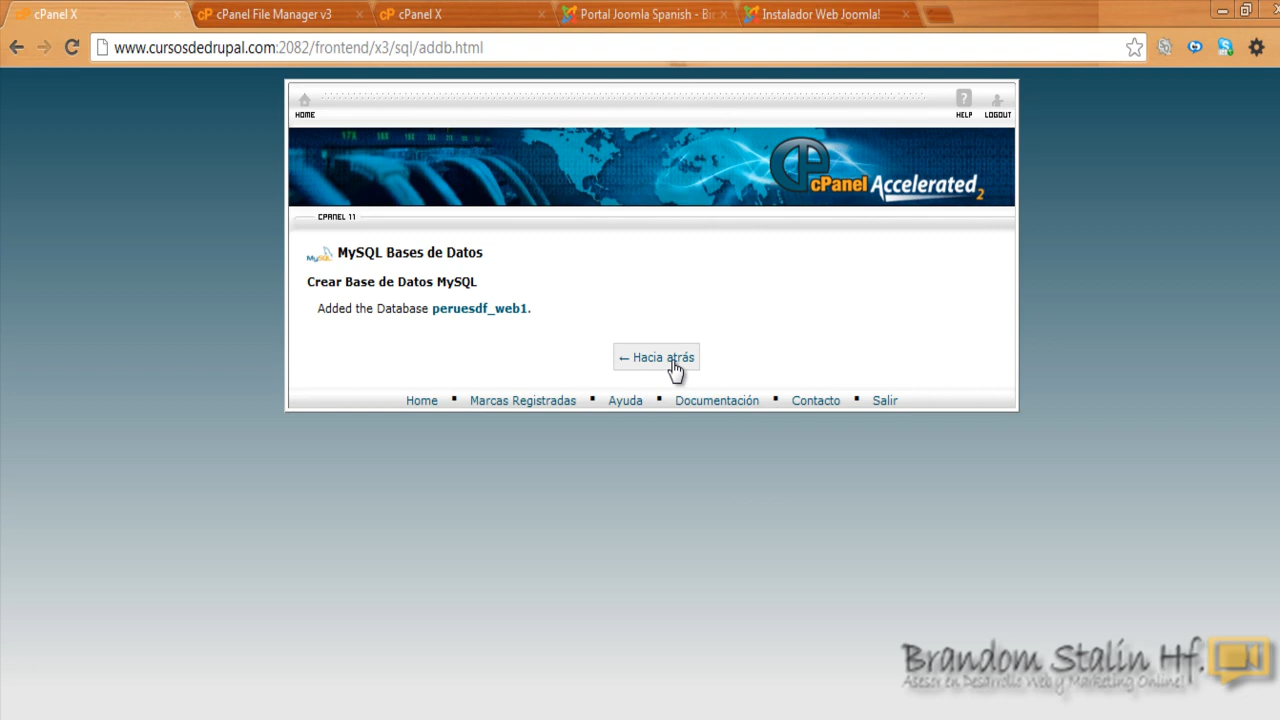 cPanel X
cPanel File Manager v3
cPanel X
Portal Joomla Spanish - Bi
Instalador Web Joomla!
www.cursosdedrupal.com:2082/frontend/x3/sql/addb.html
HOME
HELP
LOGOUT
cPanel Accelerated2
CPANEL 11
MySQL Bases de Datos
Crear Base de Datos MySQL
Added the Database peruesdf_web1.
← Hacia atrás
Home ▪ Marcas Registradas ▪ Ayuda ▪ Documentación ▪ Contacto ▪ Salir
Brandom Stalin Hf.
Asesor en Desarrollo Web y Marketing Online!